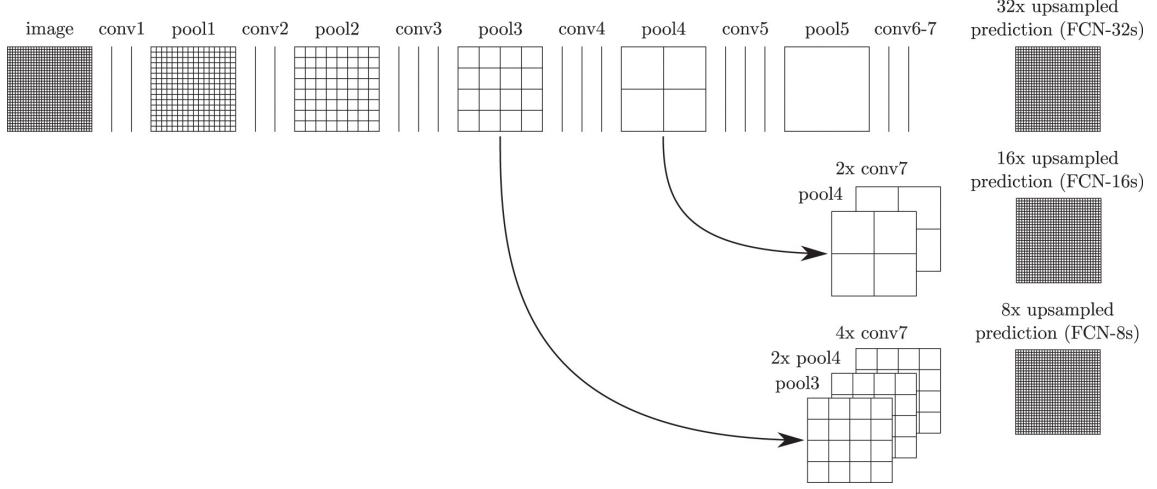 image conv1 pool1 conv2 pool2 conv3 pool3 conv4 pool4 conv5 pool5 conv6-7
32x upsampled
prediction (FCN-32s)
16x upsampled
prediction (FCN-16s)
2x conv7
pool4
8x upsampled
prediction (FCN-8s)
4x conv7
2x pool4
pool3